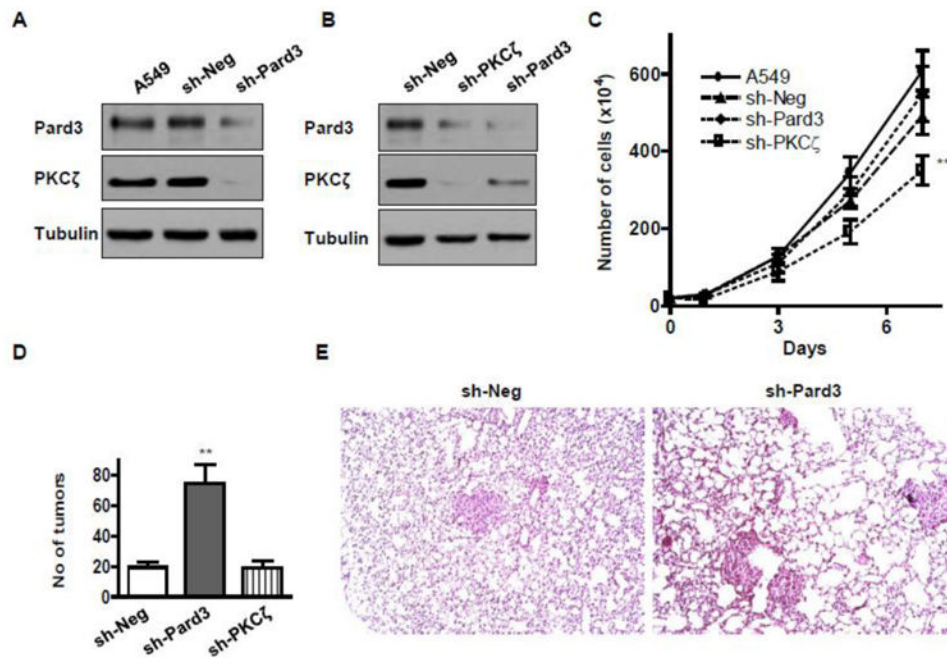 A
A549
sh-Neg
sh-Pard3
Pard3
PKCζ
Tubulin
B
sh-Neg
sh-PKCζ
sh-Pard3
Pard3
PKCζ
Tubulin
C
Number of cells (x10⁴)
600
400
200
0
0
3
6
Days
A549
sh-Neg
sh-Pard3
sh-PKCζ
**
D
No of tumors
80
60
40
20
0
**
sh-Neg
sh-Pard3
sh-PKCζ
E
sh-Neg
sh-Pard3